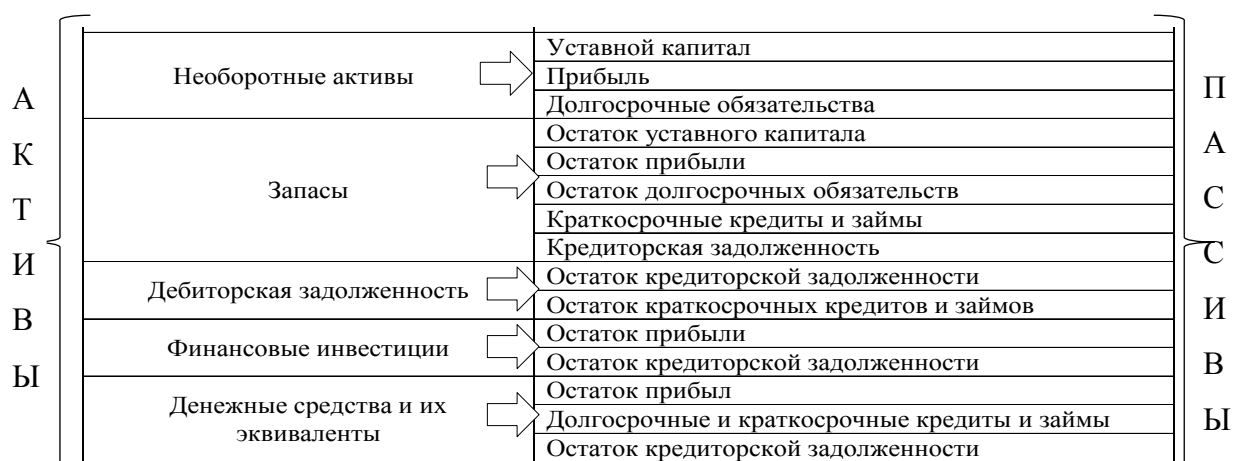 АКТИВЫ
Необоротные активы
Уставной капитал
Прибыль
Долгосрочные обязательства
Запасы
Остаток уставного капитала
Остаток прибыли
Остаток долгосрочных обязательств
Краткосрочные кредиты и займы
Кредиторская задолженность
Дебиторская задолженность
Остаток кредиторской задолженности
Остаток краткосрочных кредитов и займов
Финансовые инвестиции
Остаток прибыли
Остаток кредиторской задолженности
Денежные средства и их
эквиваленты
Остаток прибыл
Долгосрочные и краткосрочные кредиты и займы
Остаток кредиторской задолженности
ПАССИВЫ